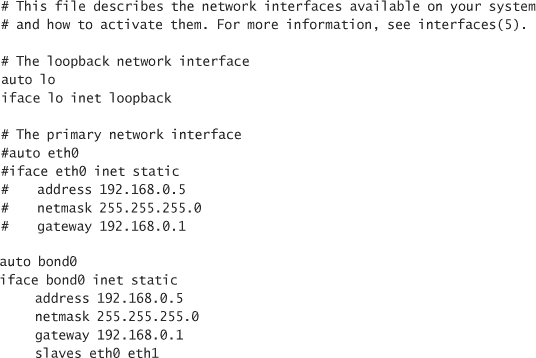 # This file describes the network interfaces available on your system
# and how to activate them. For more information, see interfaces(5).
# The loopback network interface
auto lo
iface lo inet loopback
# The primary network interface
#auto eth0
#iface eth0 inet static
#    address 192.168.0.5
#    netmask 255.255.255.0
#    gateway 192.168.0.1
auto bond0
iface bond0 inet static
    address 192.168.0.5
    netmask 255.255.255.0
    gateway 192.168.0.1
    slaves eth0 eth1